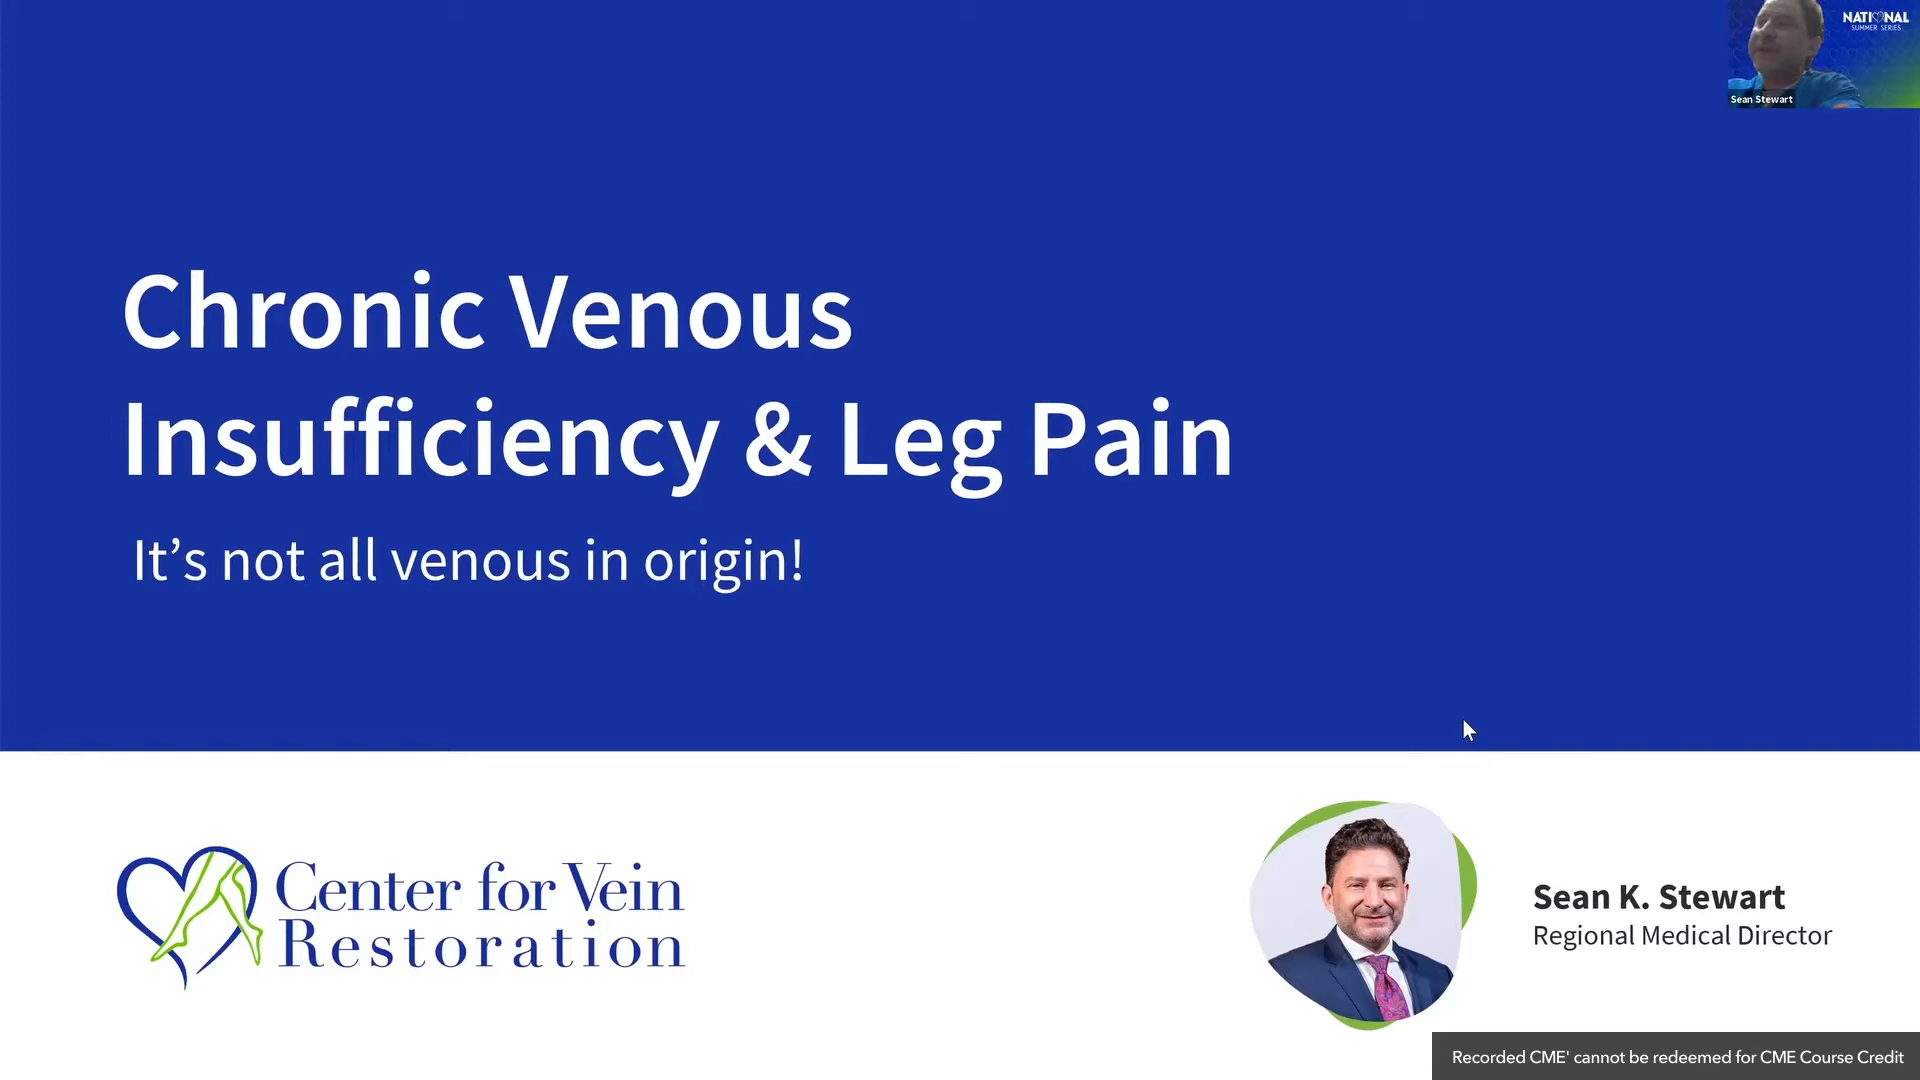 NATIONAL
SUMMER SERIES
Sean Stewart
Chronic Venous
Insufficiency & Leg Pain
It’s not all venous in origin!
Center for Vein
Restoration
Sean K. Stewart
Regional Medical Director
Recorded CME' cannot be redeemed for CME Course Credit